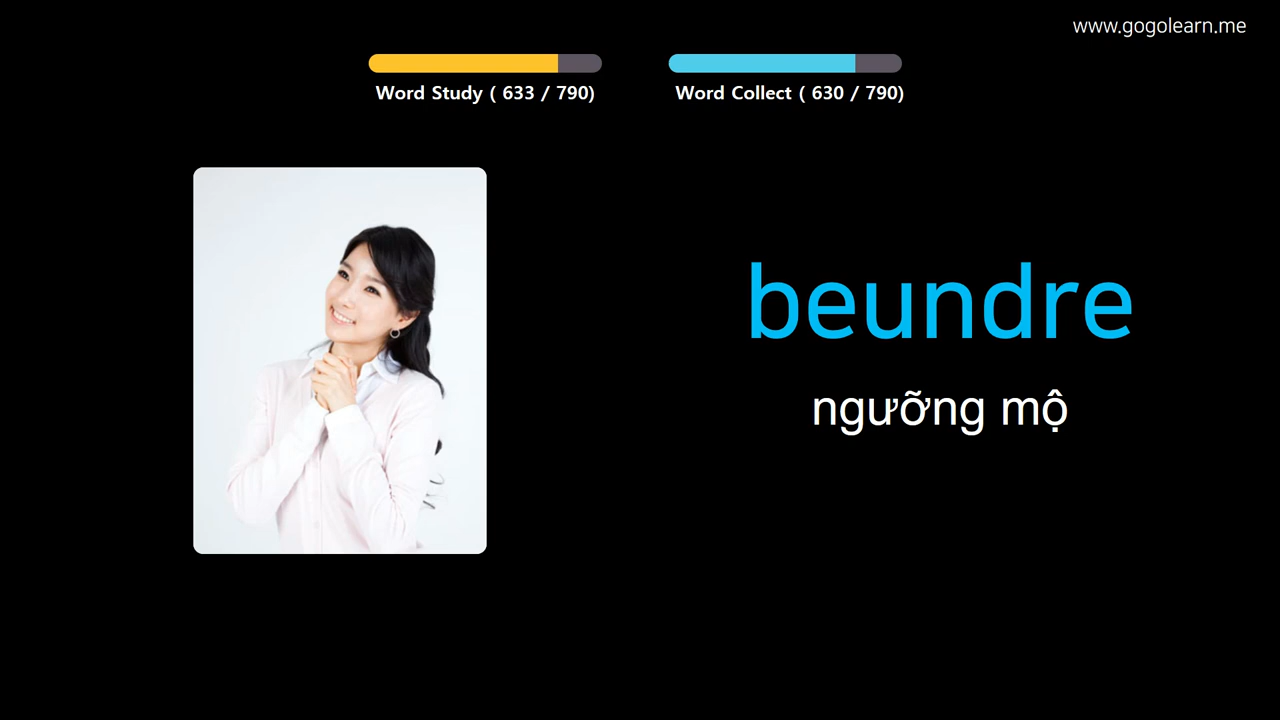 www.gogolearn.me
Word Study ( 633 / 790)
Word Collect ( 630 / 790)
beundre
ngưỡng mộ